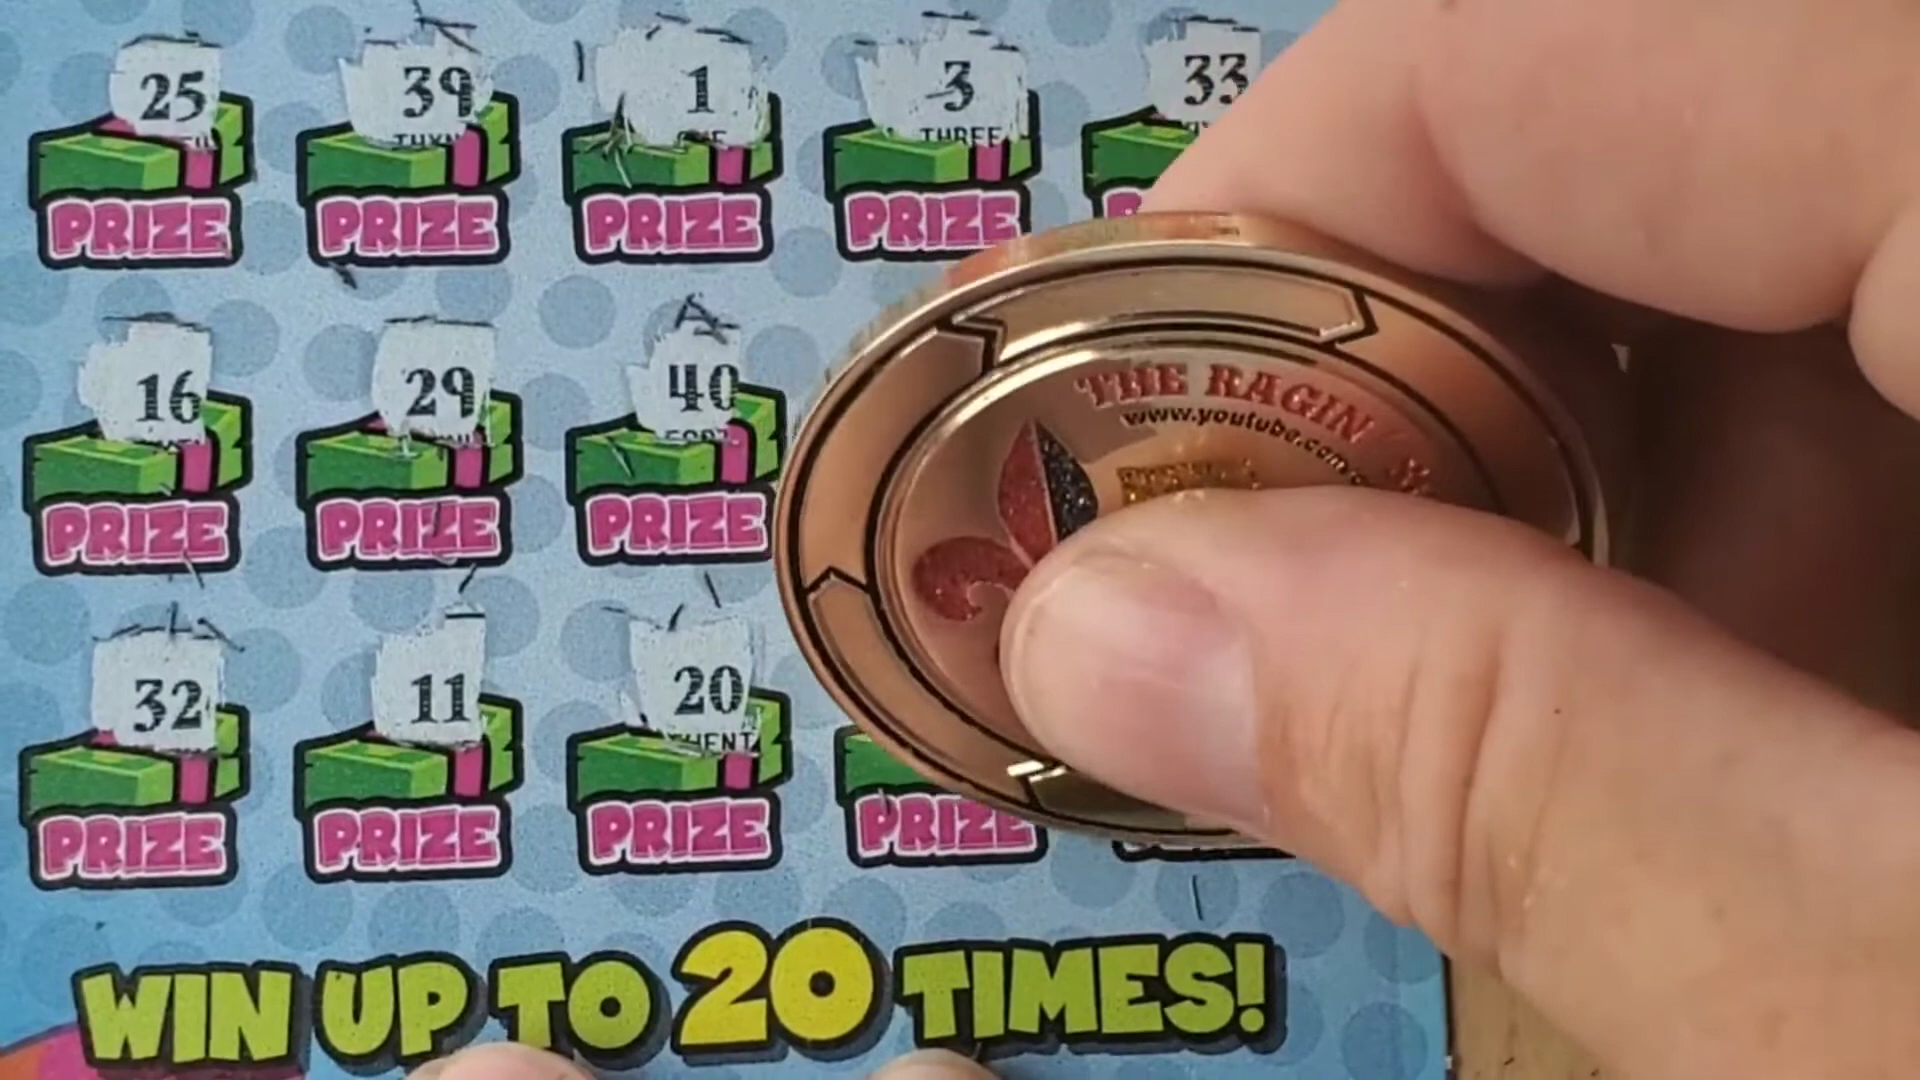 25 39 1 3 33
THREE
PRIZE PRIZE PRIZE PRIZE
16 29 40
PRIZE PRIZE PRIZE
32 11 20
PRIZE PRIZE PRIZE PRIZE
THE RAGIN
www.youtube.com
WIN UP TO 20 TIMES!